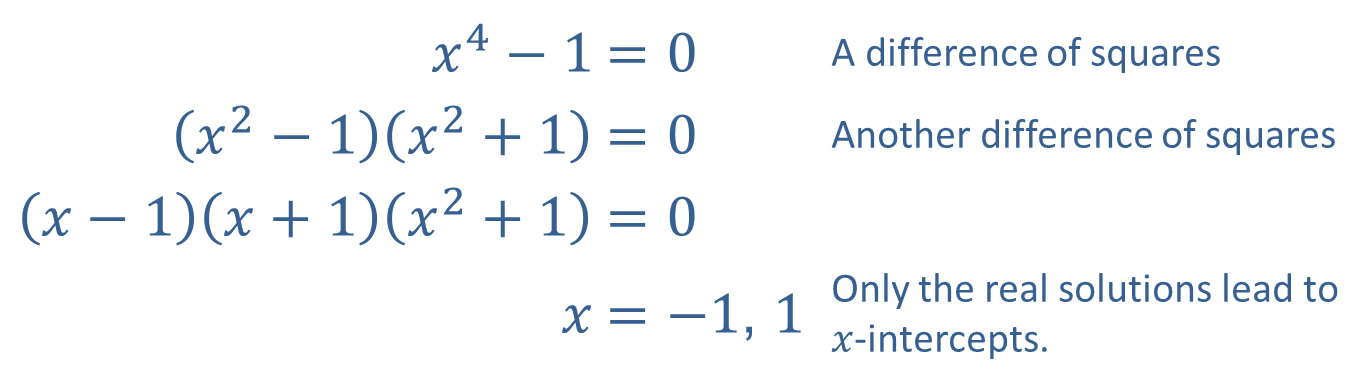 x⁴ − 1 = 0 A difference of squares
(x² − 1)(x² + 1) = 0 Another difference of squares
(x − 1)(x + 1)(x² + 1) = 0
x = −1, 1 Only the real solutions lead to
x-intercepts.